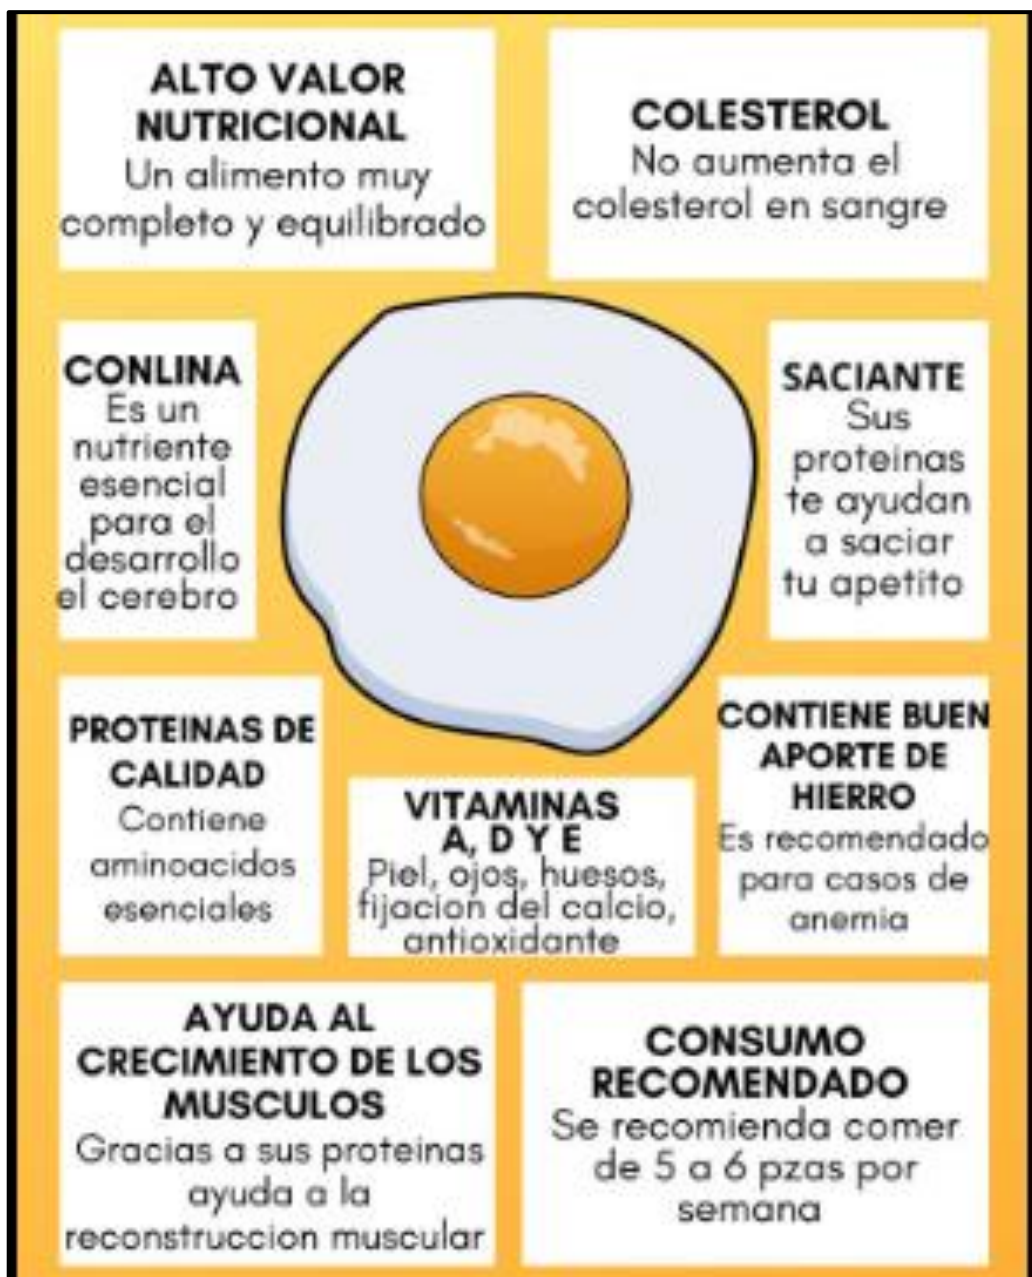 ALTO VALOR
NUTRICIONAL
Un alimento muy
completo y equilibrado
COLESTEROL
No aumenta el
colesterol en sangre
CONLINA
Es un
nutriente
esencial
para el
desarrollo
el cerebro
SACIANTE
Sus
proteinas
te ayudan
a saciar
tu apetito
PROTEINAS DE
CALIDAD
Contiene
aminoacidos
esenciales
VITAMINAS
A, D Y E
Piel, ojos, huesos,
fijacion del calcio,
antioxidante
CONTIENE BUEN
APORTE DE
HIERRO
Es recomendado
para casos de
anemia
AYUDA AL
CRECIMIENTO DE LOS
MUSCULOS
Gracias a sus proteinas
ayuda a la
reconstruccion muscular
CONSUMO
RECOMENDADO
Se recomienda comer
de 5 a 6 pzas por
semana